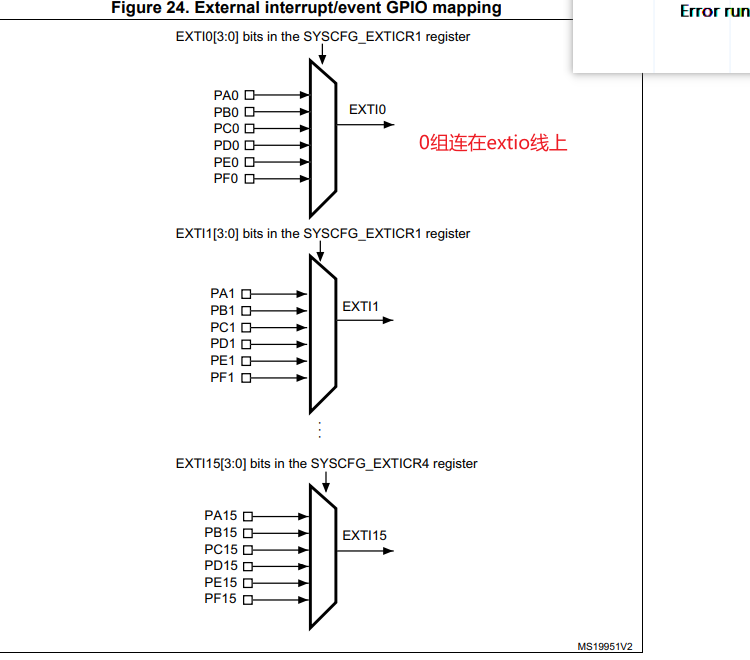 Figure 24. External interrupt/event GPIO mapping
Error run
EXTI0[3:0] bits in the SYSCFG_EXTICR1 register
PA0
PB0
PC0
PD0
PE0
PF0
EXTI0
0组连在extio线上
EXTI1[3:0] bits in the SYSCFG_EXTICR1 register
PA1
PB1
PC1
PD1
PE1
PF1
EXTI1
EXTI15[3:0] bits in the SYSCFG_EXTICR4 register
PA15
PB15
PC15
PD15
PE15
PF15
EXTI15
MS19951V2